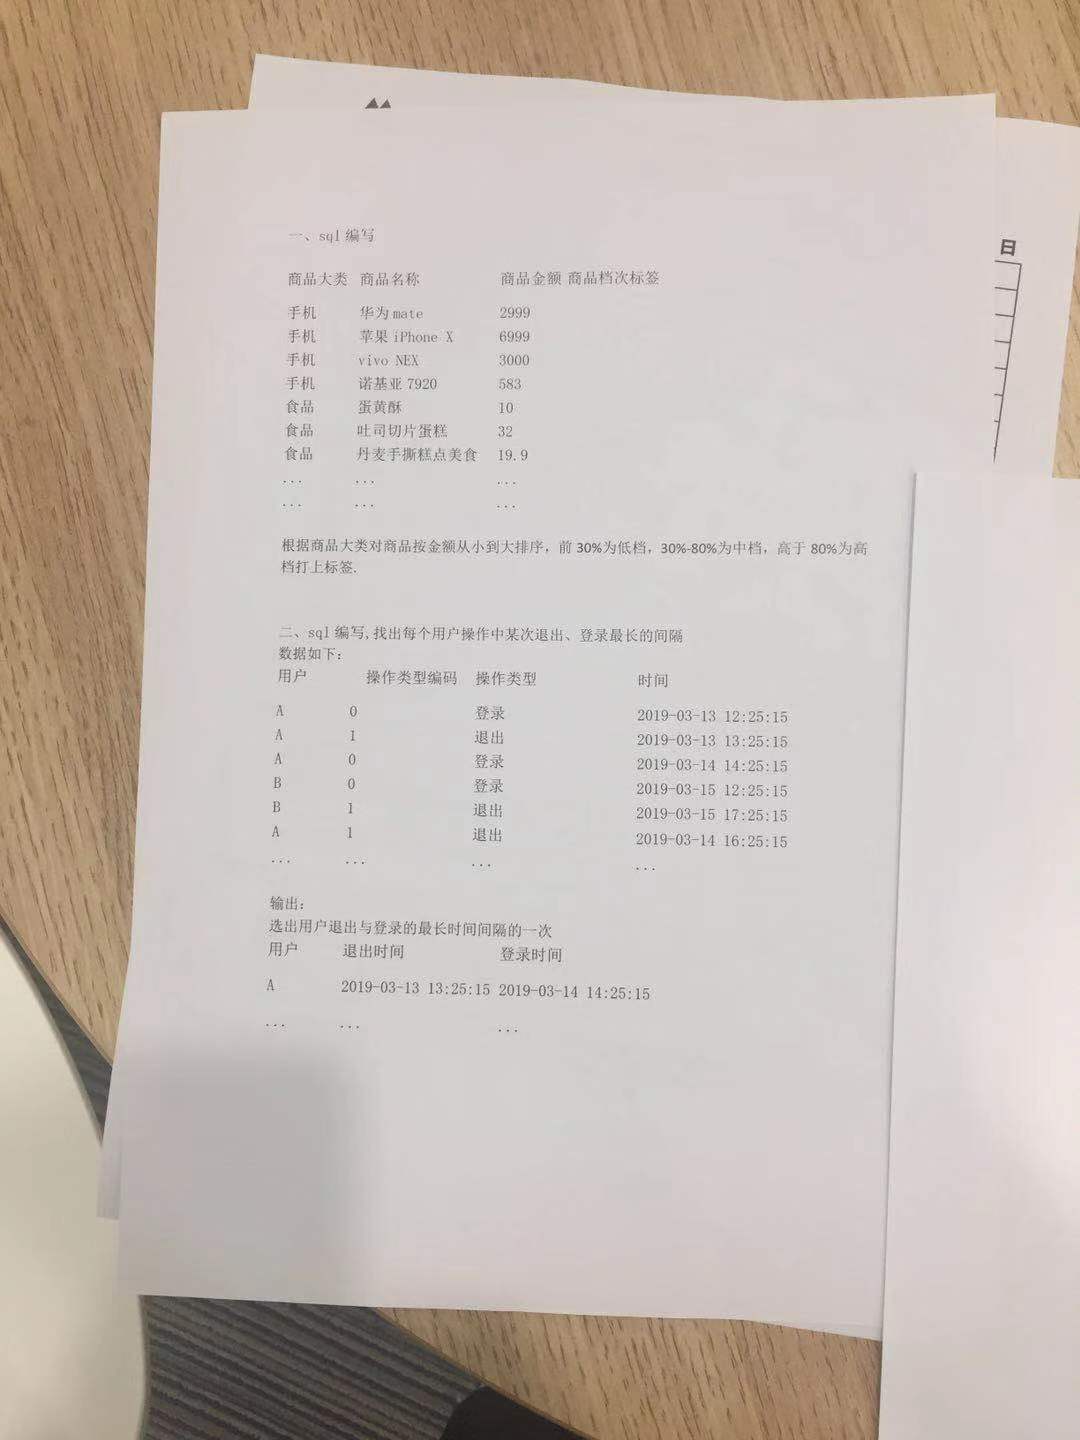 日
一、sql 编写
商品大类 商品名称 商品金额 商品档次标签
手机 华为 mate 2999
手机 苹果 iPhone X 6999
手机 vivo NEX 3000
手机 诺基亚 7920 583
食品 蛋黄酥 10
食品 吐司切片蛋糕 32
食品 丹麦手撕糕点美食 19.9
... ... ...
... ... ...
根据商品大类对商品按金额从小到大排序，前 30%为低档，30%-80%为中档，高于 80%为高
档打上标签.
二、sql 编写,找出每个用户操作中某次退出、登录最长的间隔
数据如下：
用户 操作类型编码 操作类型 时间
A 0 登录 2019-03-13 12:25:15
A 1 退出 2019-03-13 13:25:15
A 0 登录 2019-03-14 14:25:15
B 0 登录 2019-03-15 12:25:15
B 1 退出 2019-03-15 17:25:15
A 1 退出 2019-03-14 16:25:15
... ... ... ...
输出：
选出用户退出与登录的最长时间间隔的一次
用户 退出时间 登录时间
A 2019-03-13 13:25:15 2019-03-14 14:25:15
... ... ...